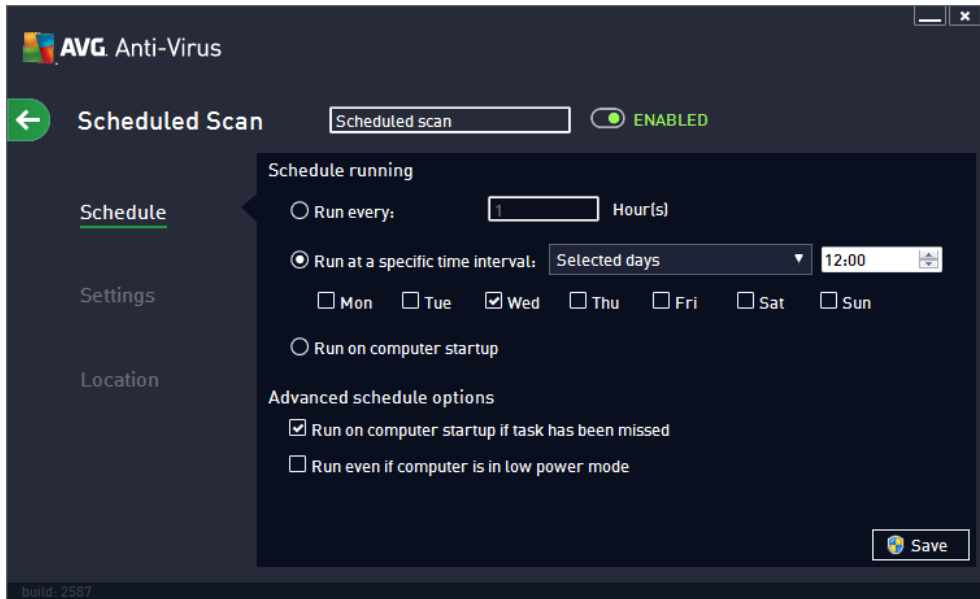 AVG. Anti-Virus
Scheduled Scan Scheduled scan ENABLED
Schedule
Settings
Location
Schedule running
Run every: 1 Hour(s)
Run at a specific time interval: Selected days 12:00
Mon Tue Wed Thu Fri Sat Sun
Run on computer startup
Advanced schedule options
Run on computer startup if task has been missed
Run even if computer is in low power mode
Save
build: 2587